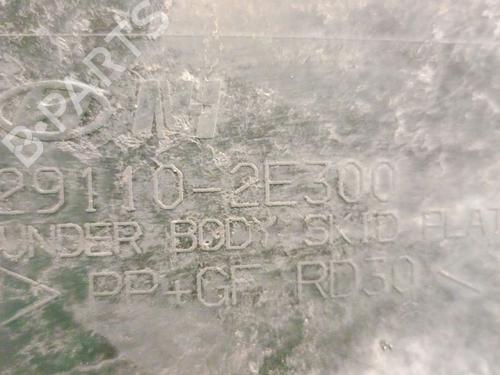 B-PARTS
29110-2E300
UNDER BODY SKID PLAT
>PP+GF RD30<